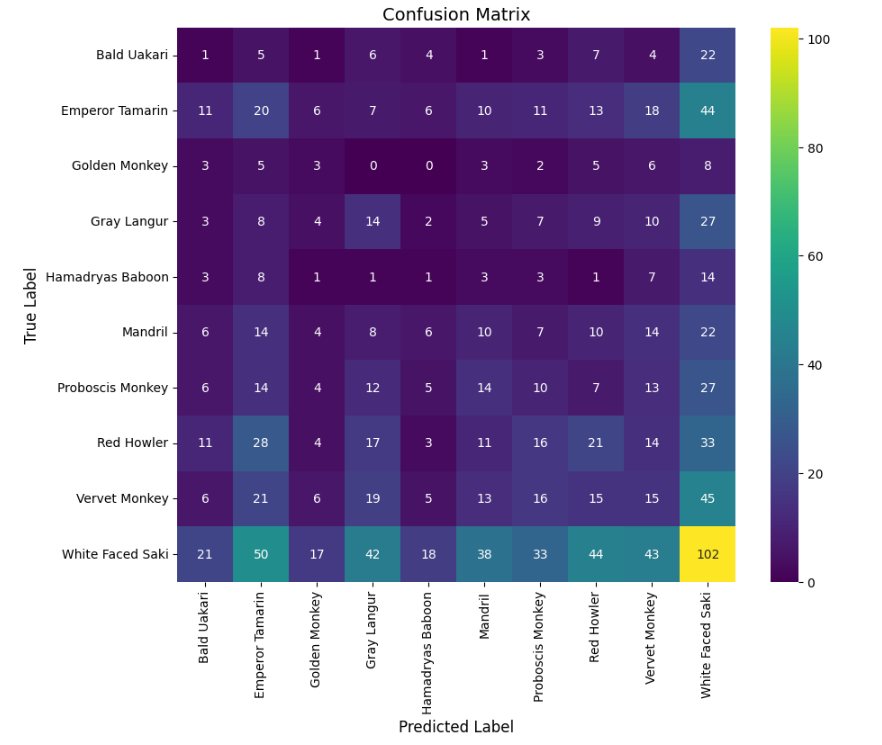 Confusion Matrix
True Label
Bald Uakari 1 5 1 6 4 1 3 7 4 22
Emperor Tamarin 11 20 6 7 6 10 11 13 18 44
Golden Monkey 3 5 3 0 0 3 2 5 6 8
Gray Langur 3 8 4 14 2 5 7 9 10 27
Hamadryas Baboon 3 8 1 1 1 3 3 1 7 14
Mandril 6 14 4 8 6 10 7 10 14 22
Proboscis Monkey 6 14 4 12 5 14 10 7 13 27
Red Howler 11 28 4 17 3 11 16 21 14 33
Vervet Monkey 6 21 6 19 5 13 16 15 15 45
White Faced Saki 21 50 17 42 18 38 33 44 43 102
Bald Uakari
Emperor Tamarin
Golden Monkey
Gray Langur
Hamadryas Baboon
Mandril
Proboscis Monkey
Red Howler
Vervet Monkey
White Faced Saki
Predicted Label
100
80
60
40
20
0